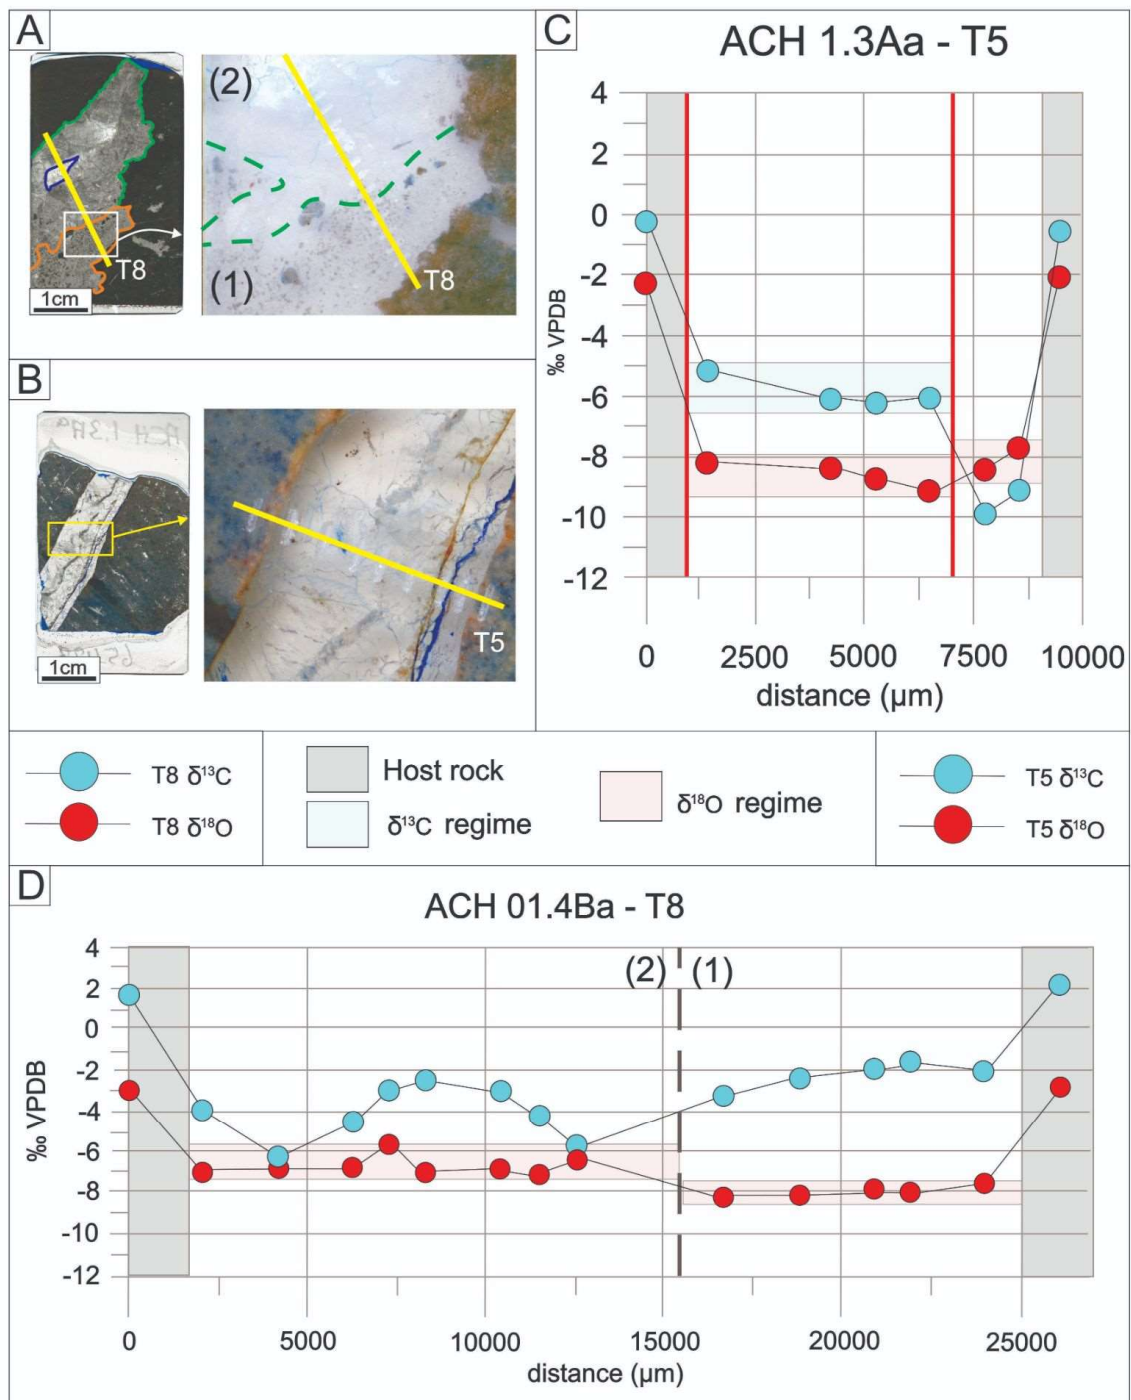 A
T8
1cm
(2)
(1)
T8
B
ACH 1.3Aa
1cm
T5
C
ACH 1.3Aa - T5
‰ VPDB
4
2
0
-2
-4
-6
-8
-10
-12
0 2500 5000 7500 10000
distance (µm)
T8 δ¹³C
T8 δ¹⁸O
Host rock
δ¹³C regime
δ¹⁸O regime
T5 δ¹³C
T5 δ¹⁸O
D
ACH 01.4Ba - T8
(2) (1)
‰ VPDB
4
2
0
-2
-4
-6
-8
-10
-12
0 5000 10000 15000 20000 25000
distance (µm)